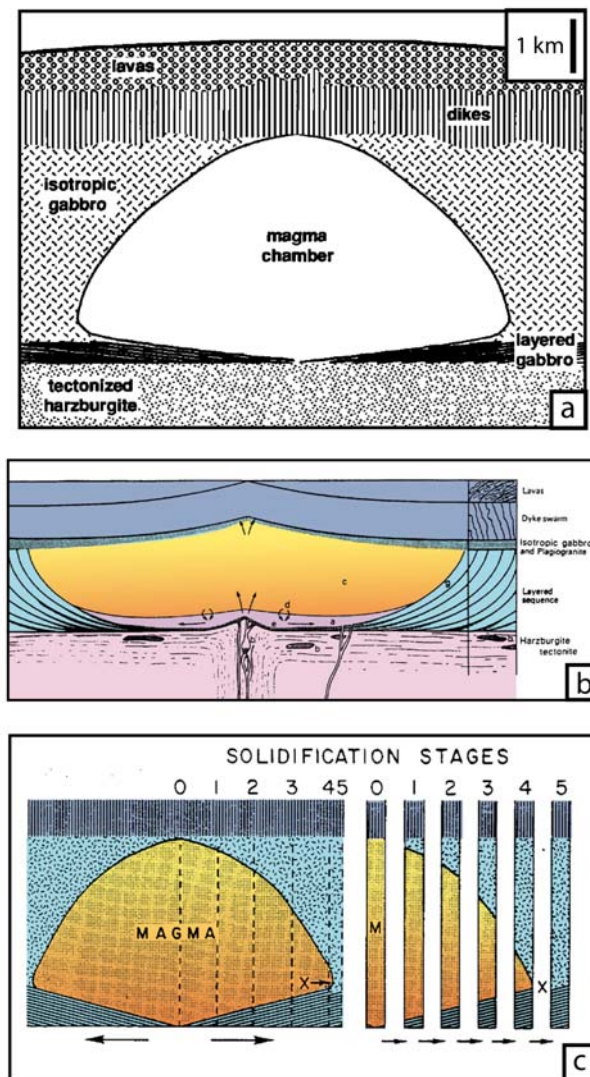 1 km
lavas
dikes
isotropic
gabbro
magma
chamber
layered
gabbro
tectonized
harzburgite
a
Lavas
Dyke swarm
Isotropic gabbro
and Plagiogranite
Layered
sequence
c
g
d
e
a
Harzburgite
tectonite
b
b
SOLIDIFICATION STAGES
0 1 2 3 45 0 1 2 3 4 5
MAGMA
M
X
X
c